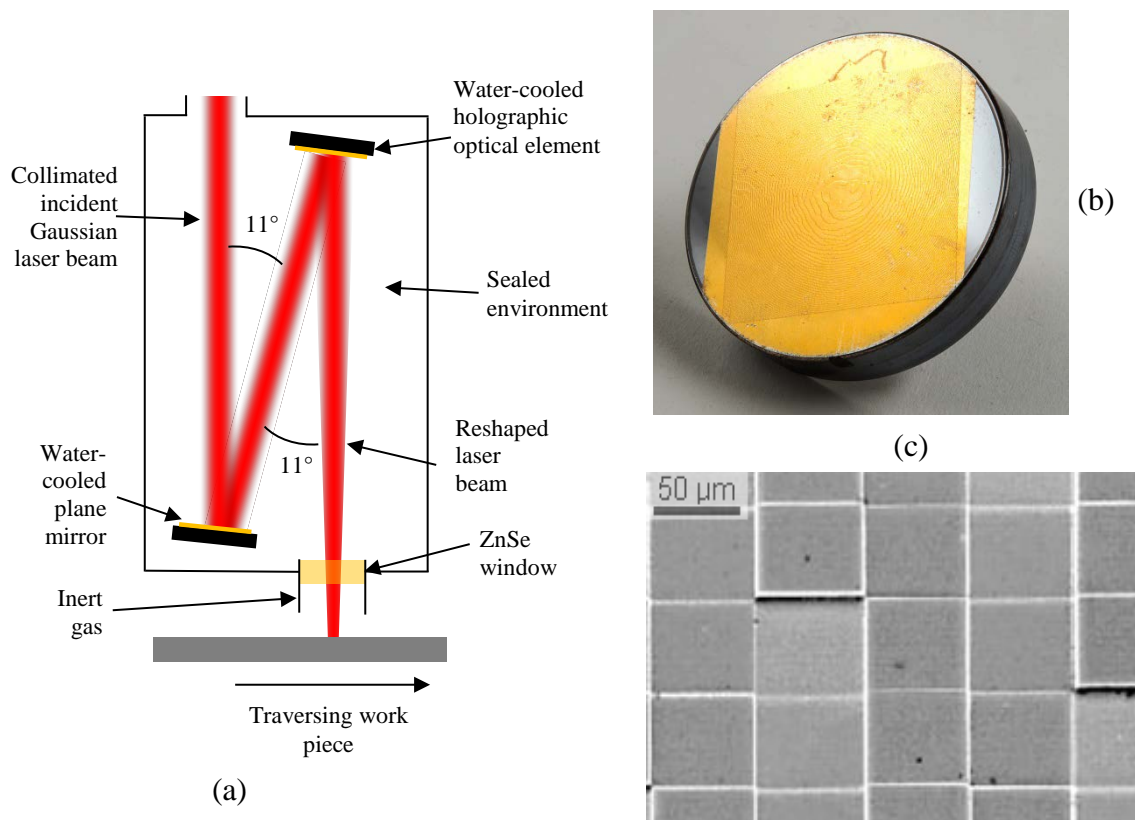 Water-cooled
holographic
optical element
Collimated
incident
Gaussian
laser beam
11°
Sealed
environment
11°
Reshaped
laser
beam
Water-
cooled
plane
mirror
ZnSe
window
Inert
gas
Traversing work
piece
(a)
(b)
(c)
50 µm